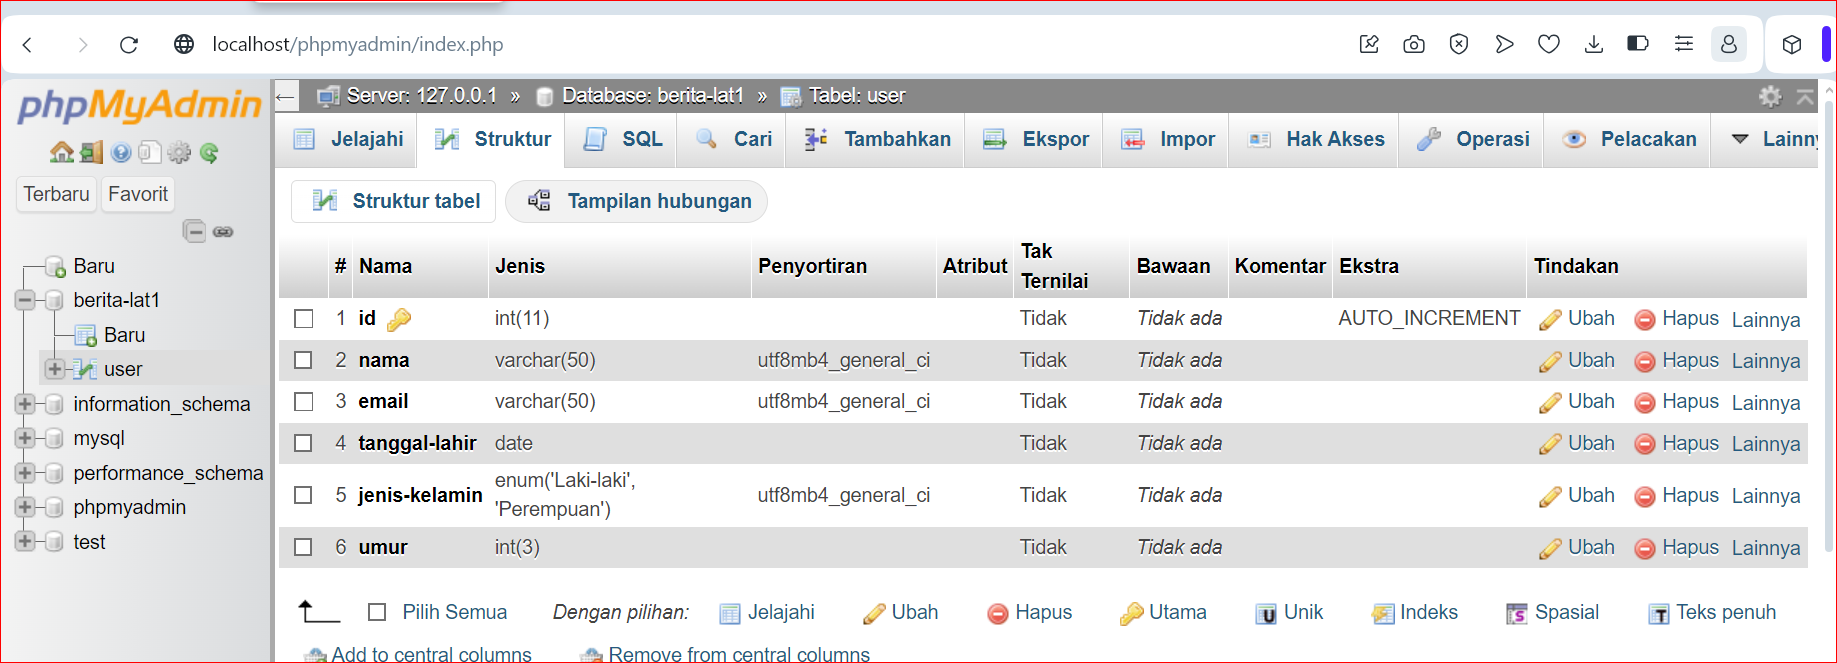 localhost/phpmyadmin/index.php
phpMyAdmin
Terbaru Favorit
Baru
berita-lat1
Baru
user
information_schema
mysql
performance_schema
phpmyadmin
test
Server: 127.0.0.1 » Database: berita-lat1 » Tabel: user
Jelajahi Struktur SQL Cari Tambahkan Ekspor Impor Hak Akses Operasi Pelacakan Lainny
Struktur tabel Tampilan hubungan
# Nama Jenis Penyortiran Atribut Tak Ternilai Bawaan Komentar Ekstra Tindakan
1 id int(11) Tidak Tidak ada AUTO_INCREMENT Ubah Hapus Lainnya
2 nama varchar(50) utf8mb4_general_ci Tidak Tidak ada Ubah Hapus Lainnya
3 email varchar(50) utf8mb4_general_ci Tidak Tidak ada Ubah Hapus Lainnya
4 tanggal-lahir date Tidak Tidak ada Ubah Hapus Lainnya
5 jenis-kelamin enum('Laki-laki', 'Perempuan') utf8mb4_general_ci Tidak Tidak ada Ubah Hapus Lainnya
6 umur int(3) Tidak Tidak ada Ubah Hapus Lainnya
Pilih Semua Dengan pilihan: Jelajahi Ubah Hapus Utama Unik Indeks Spasial Teks penuh
Add to central columns Remove from central columns